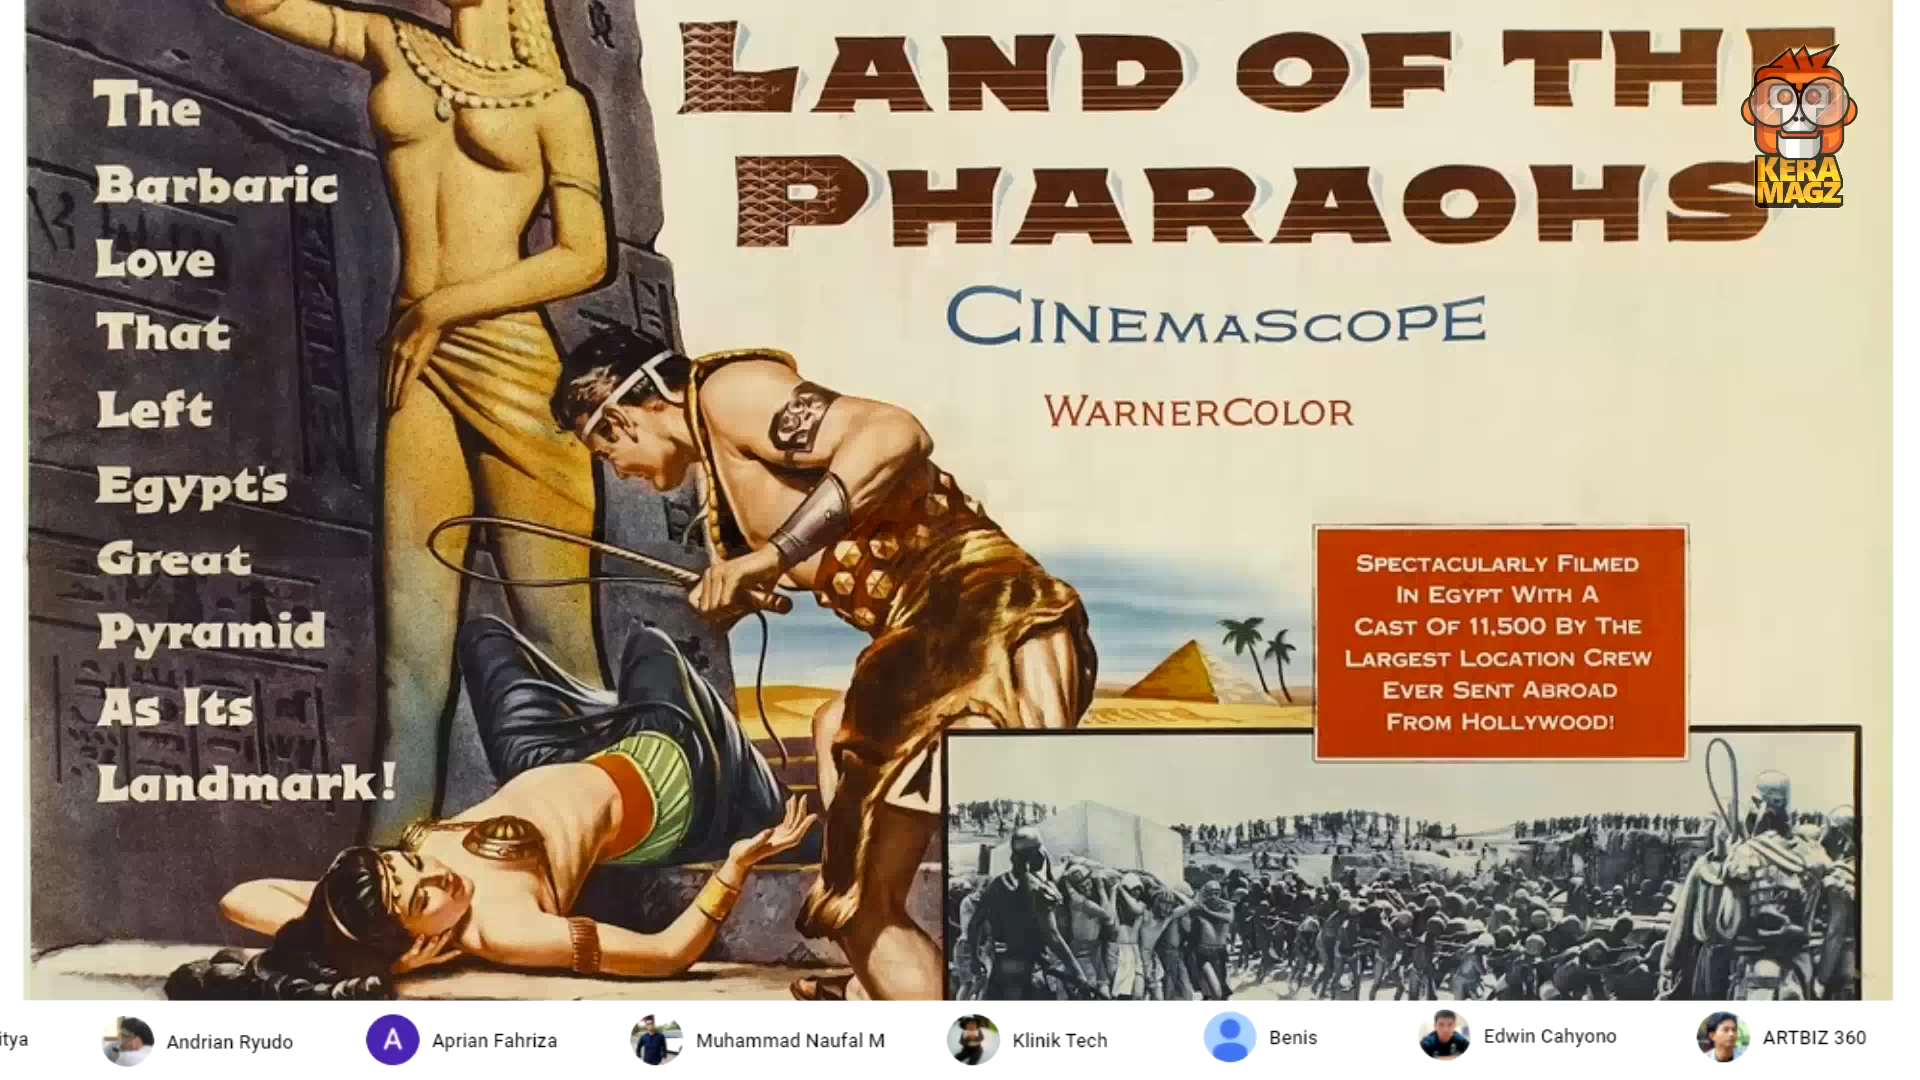 The
Barbaric
Love
That
Left
Egypt's
Great
Pyramid
As Its
Landmark!
LAND OF THE
PHARAOHS
CINEMASCOPE
WARNERCOLOR
KERA
MAGZ
SPECTACULARLY FILMED
IN EGYPT WITH A
CAST OF 11,500 BY THE
LARGEST LOCATION CREW
EVER SENT ABROAD
FROM HOLLYWOOD!
itya
Andrian Ryudo
A
Aprian Fahriza
Muhammad Naufal M
Klinik Tech
Benis
Edwin Cahyono
ARTBIZ 360